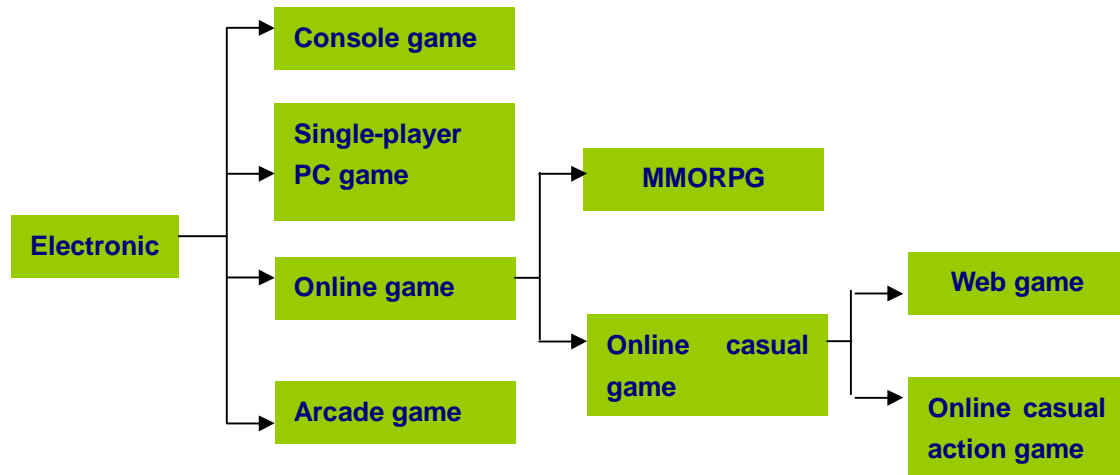 Console game
Single-player
PC game
MMORPG
Electronic
Online game
Web game
Online casual
game
Arcade game
Online casual
action game